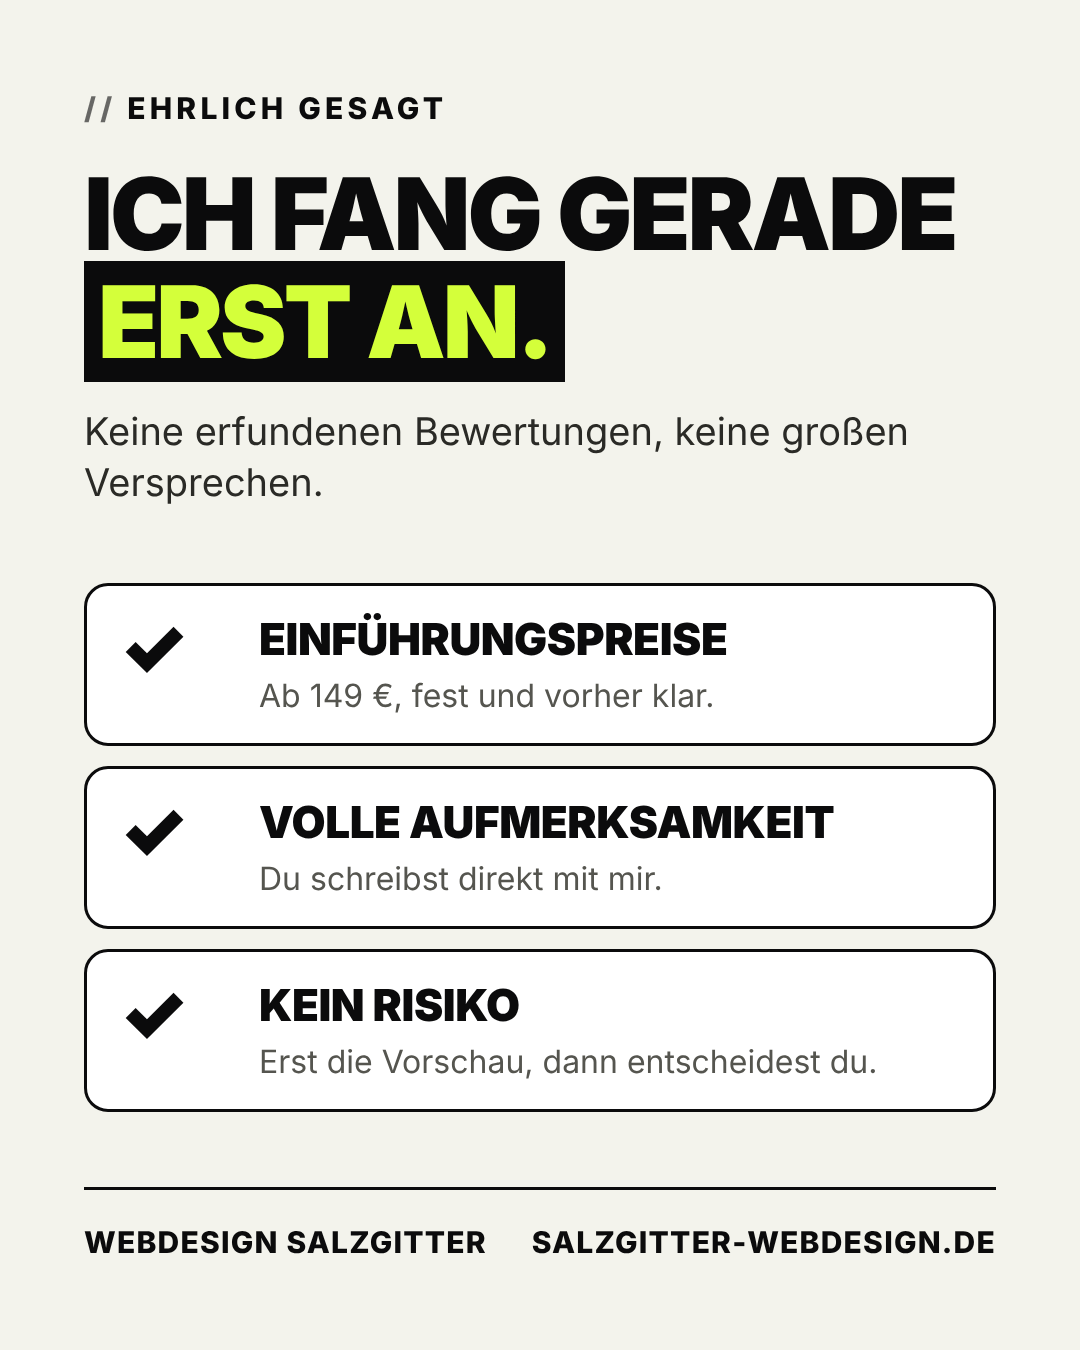 // EHRLICH GESAGT
ICH FANG GERADE
ERST AN.
Keine erfundenen Bewertungen, keine großen
Versprechen.
EINFÜHRUNGSPREISE
Ab 149 €, fest und vorher klar.
VOLLE AUFMERKSAMKEIT
Du schreibst direkt mit mir.
KEIN RISIKO
Erst die Vorschau, dann entscheidest du.
WEBDESIGN SALZGITTER SALZGITTER-WEBDESIGN.DE